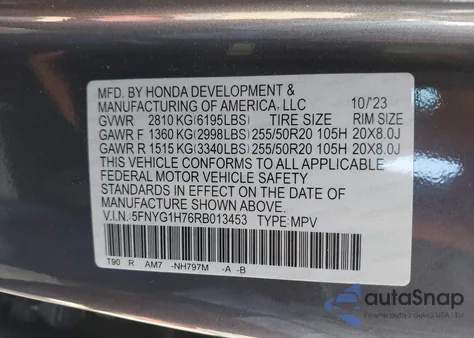 MFD. BY HONDA DEVELOPMENT &
MANUFACTURING OF AMERICA, LLC 10/'23
GVWR 2810 KG (6195LBS) TIRE SIZE RIM SIZE
GAWR F 1360 KG (2998LBS) 255/50R20 105H 20X8.0J
GAWR R 1515 KG (3340LBS) 255/50R20 105H 20X8.0J
THIS VEHICLE CONFORMS TO ALL APPLICABLE
FEDERAL MOTOR VEHICLE SAFETY
STANDARDS IN EFFECT ON THE DATE OF
MANUFACTURE SHOWN ABOVE.
V.I.N.:5FNYG1H76RB013453 TYPE:MPV
T90 R AM7 -NH797M -A -B
autoSnap